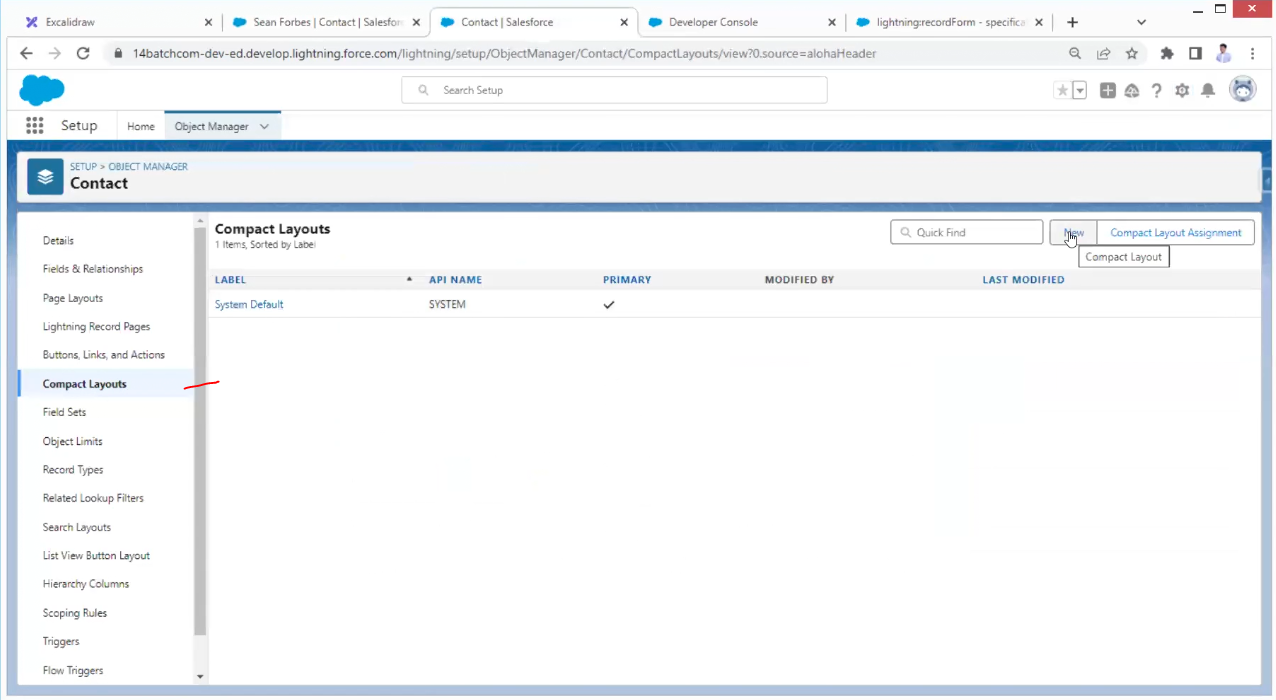 Excalidraw
Sean Forbes | Contact | Salesforc
Contact | Salesforce
Developer Console
lightning:recordForm - specifica
14batchcom-dev-ed.develop.lightning.force.com/lightning/setup/ObjectManager/Contact/CompactLayouts/view?0.source=alohaHeader
Search Setup
Setup
Home
Object Manager
SETUP > OBJECT MANAGER
Contact
Details
Fields & Relationships
Page Layouts
Lightning Record Pages
Buttons, Links, and Actions
Compact Layouts
Field Sets
Object Limits
Record Types
Related Lookup Filters
Search Layouts
List View Button Layout
Hierarchy Columns
Scoping Rules
Triggers
Flow Triggers
Compact Layouts
1 Items, Sorted by Label
Quick Find
New
Compact Layout Assignment
Compact Layout
LABEL API NAME PRIMARY MODIFIED BY LAST MODIFIED
System Default SYSTEM